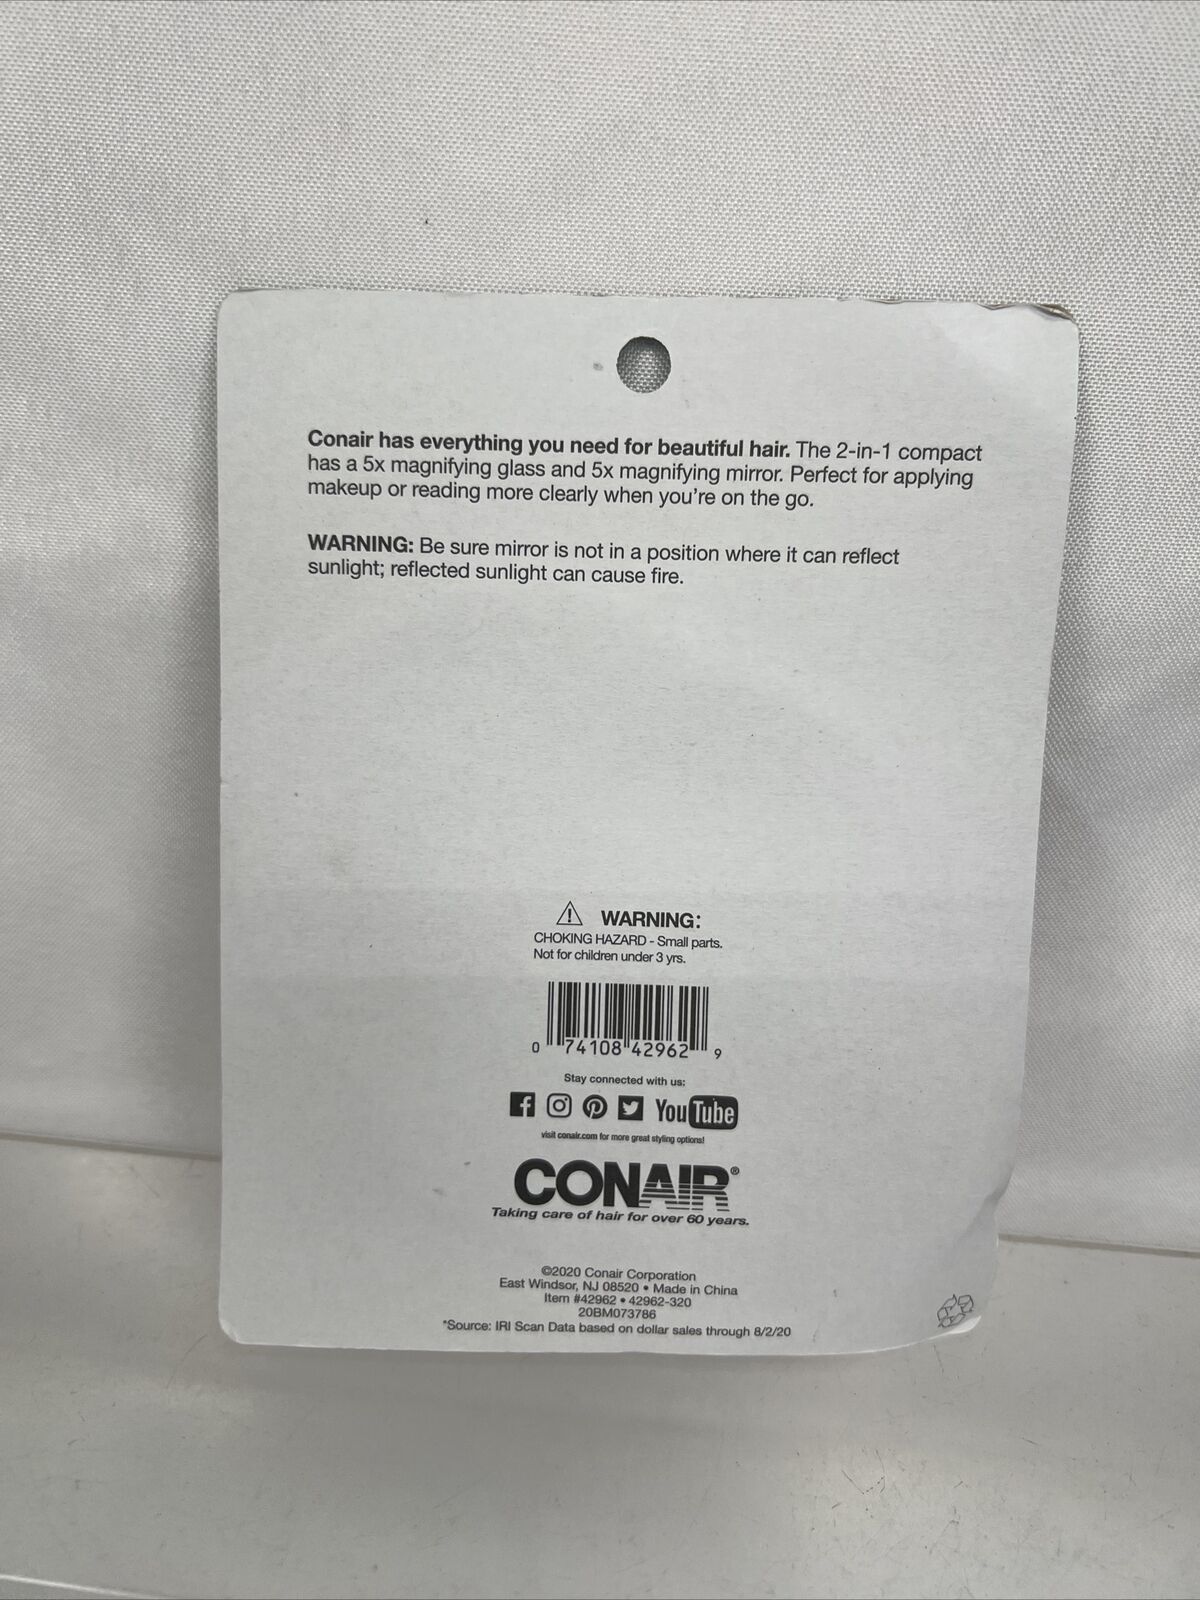 Conair has everything you need for beautiful hair. The 2-in-1 compact
has a 5x magnifying glass and 5x magnifying mirror. Perfect for applying
makeup or reading more clearly when you're on the go.
WARNING: Be sure mirror is not in a position where it can reflect
sunlight; reflected sunlight can cause fire.
WARNING:
CHOKING HAZARD - Small parts.
Not for children under 3 yrs.
0 74108 42962 9
Stay connected with us:
YouTube
visit conair.com for more great styling options!
CONAIR®
Taking care of hair for over 60 years.
©2020 Conair Corporation
East Windsor, NJ 08520 • Made in China
Item #42962 • 42962-320
20BM073786
*Source: IRI Scan Data based on dollar sales through 8/2/20